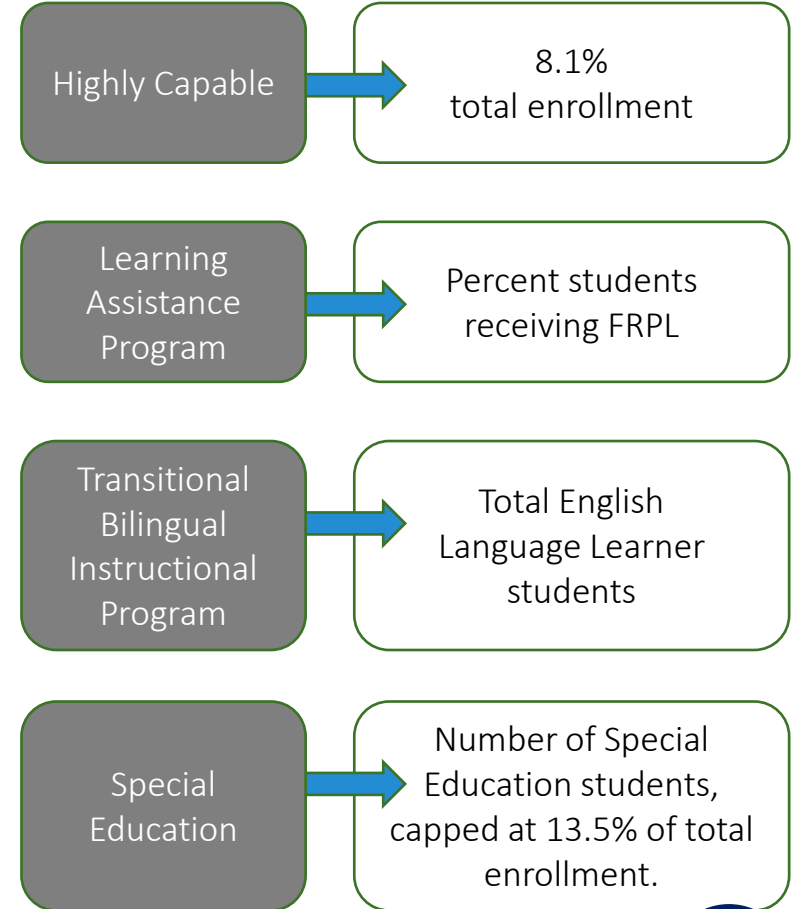 Highly Capable
8.1%
total enrollment
Learning
Assistance
Program
Percent students
receiving FRPL
Transitional
Bilingual
Instructional
Program
Total English
Language Learner
students
Special
Education
Number of Special
Education students,
capped at 13.5% of total
enrollment.